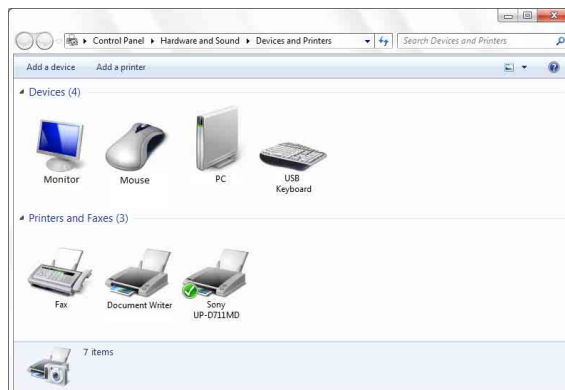 Control Panel Hardware and Sound Devices and Printers Search Devices and Printers
Add a device Add a printer
Devices (4)
Monitor Mouse PC USB
Keyboard
Printers and Faxes (3)
Fax Document Writer Sony
UP-D711MD
7 items